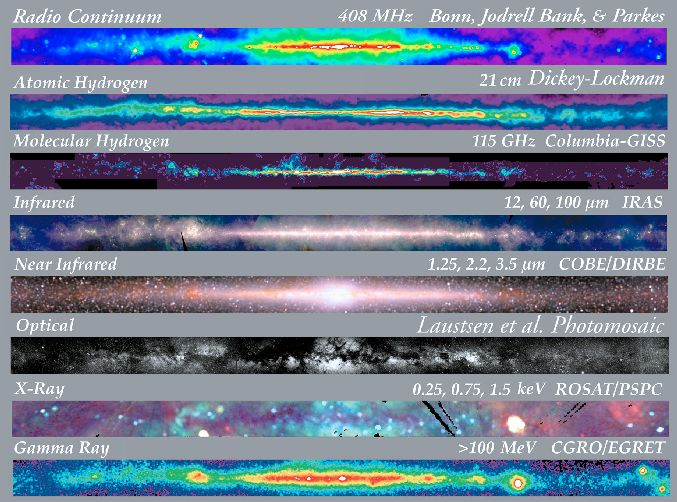 Radio Continuum 408 MHz Bonn, Jodrell Bank, & Parkes
Atomic Hydrogen 21 cm Dickey-Lockman
Molecular Hydrogen 115 GHz Columbia-GISS
Infrared 12, 60, 100 µm IRAS
Near Infrared 1.25, 2.2, 3.5 µm COBE/DIRBE
Optical Laustsen et al. Photomosaic
X-Ray 0.25, 0.75, 1.5 keV ROSAT/PSPC
Gamma Ray >100 MeV CGRO/EGRET